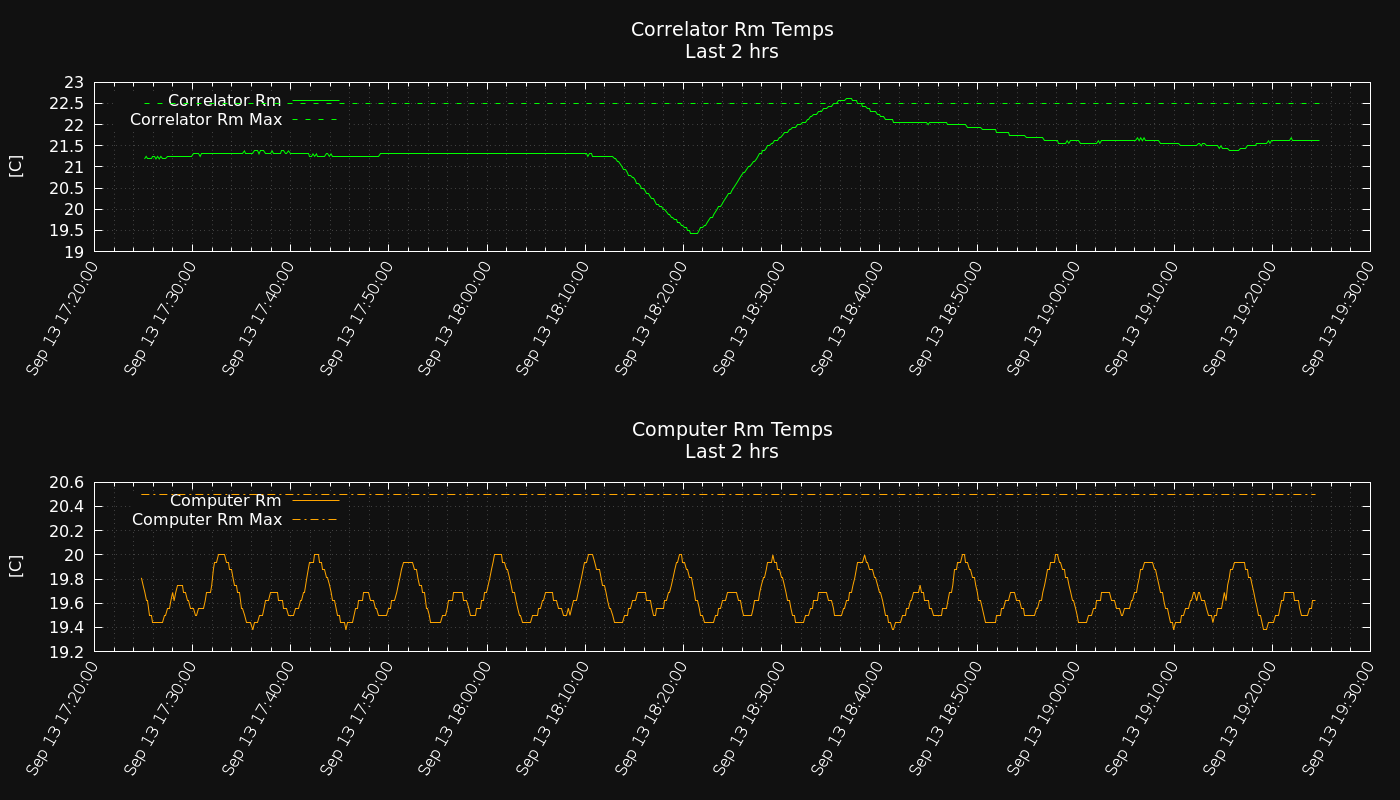 Correlator Rm Temps
Last 2 hrs
23
22.5
22
21.5
21
20.5
20
19.5
19
[C]
Correlator Rm
Correlator Rm Max
Sep 13 17:20:00
Sep 13 17:30:00
Sep 13 17:40:00
Sep 13 17:50:00
Sep 13 18:00:00
Sep 13 18:10:00
Sep 13 18:20:00
Sep 13 18:30:00
Sep 13 18:40:00
Sep 13 18:50:00
Sep 13 19:00:00
Sep 13 19:10:00
Sep 13 19:20:00
Sep 13 19:30:00
Computer Rm Temps
Last 2 hrs
20.6
20.4
20.2
20
19.8
19.6
19.4
19.2
[C]
Computer Rm
Computer Rm Max
Sep 13 17:20:00
Sep 13 17:30:00
Sep 13 17:40:00
Sep 13 17:50:00
Sep 13 18:00:00
Sep 13 18:10:00
Sep 13 18:20:00
Sep 13 18:30:00
Sep 13 18:40:00
Sep 13 18:50:00
Sep 13 19:00:00
Sep 13 19:10:00
Sep 13 19:20:00
Sep 13 19:30:00